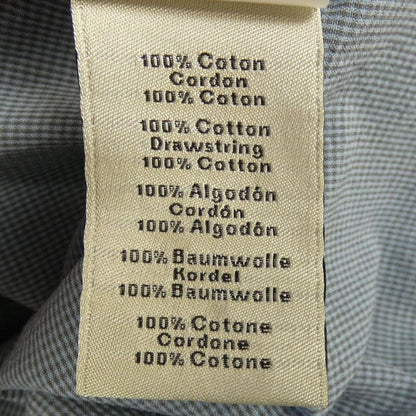 100% Coton
Cordon
100% Coton
100% Cotton
Drawstring
100% Cotton
100% Algodón
Cordón
100% Algodón
100% Baumwolle
Kordel
100% Baumwolle
100% Cotone
Cordone
100% Cotone